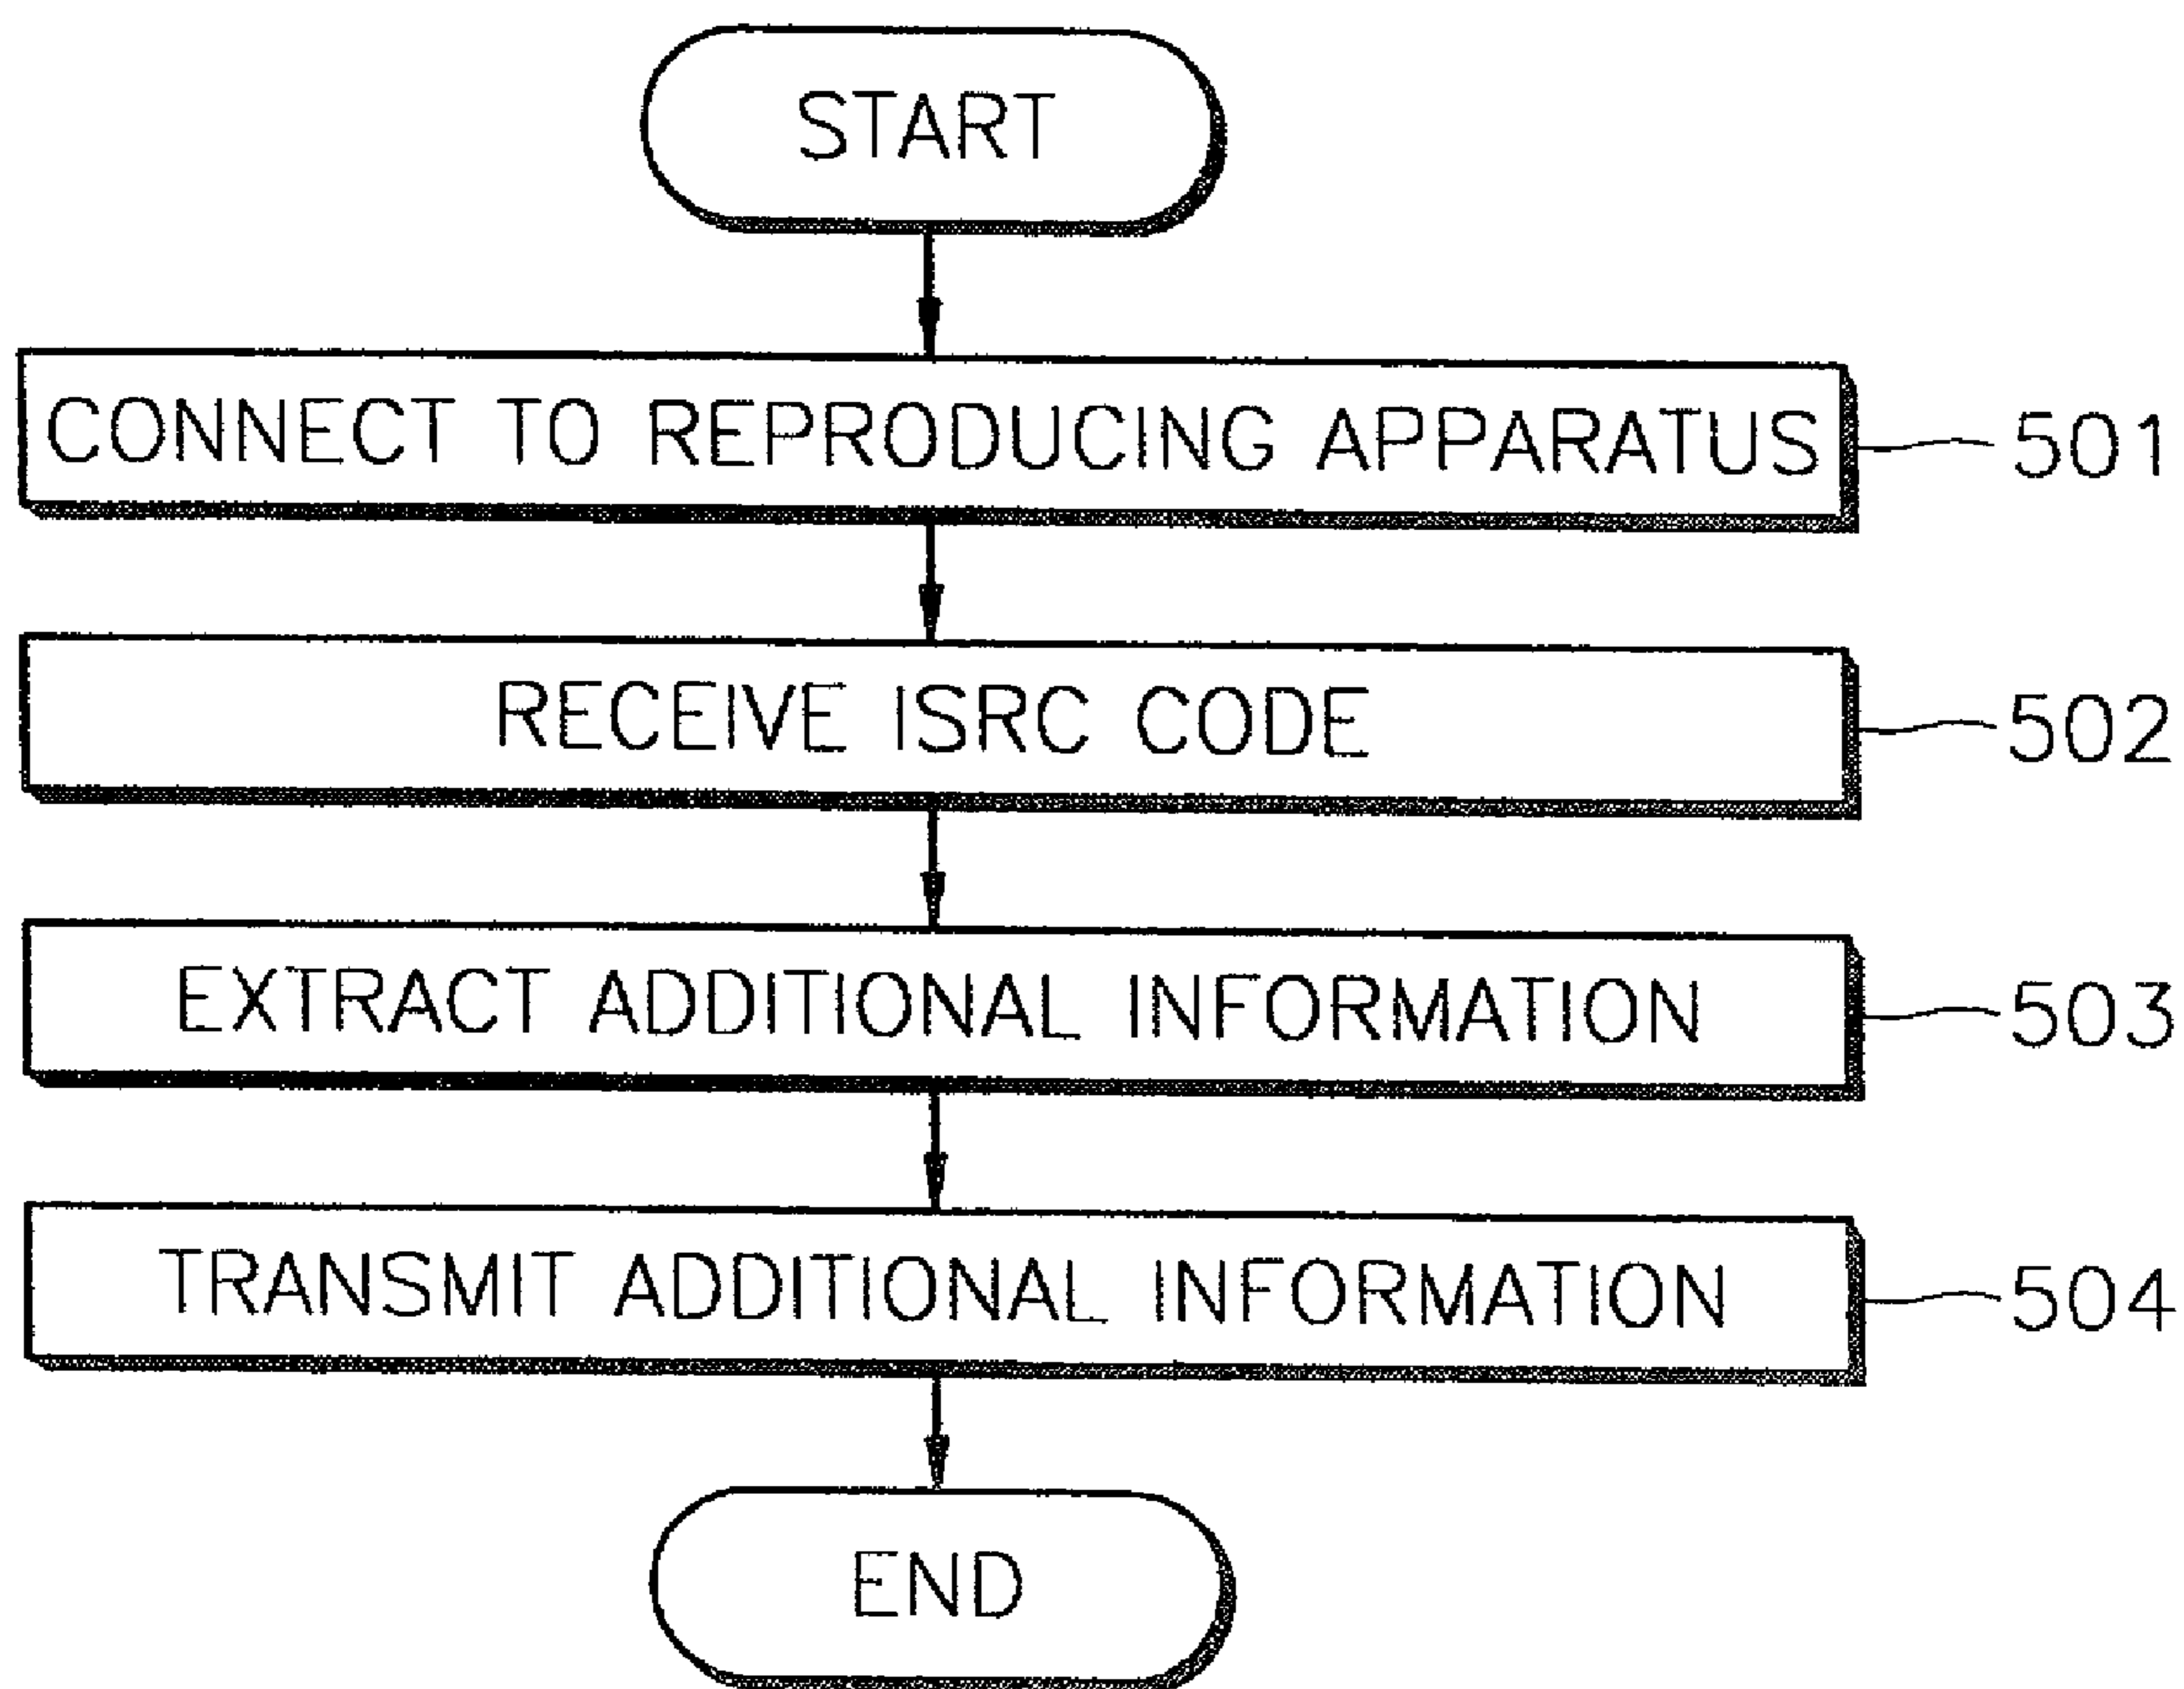 START
CONNECT TO REPRODUCING APPARATUS 501
RECEIVE ISRC CODE 502
EXTRACT ADDITIONAL INFORMATION 503
TRANSMIT ADDITIONAL INFORMATION 504
END